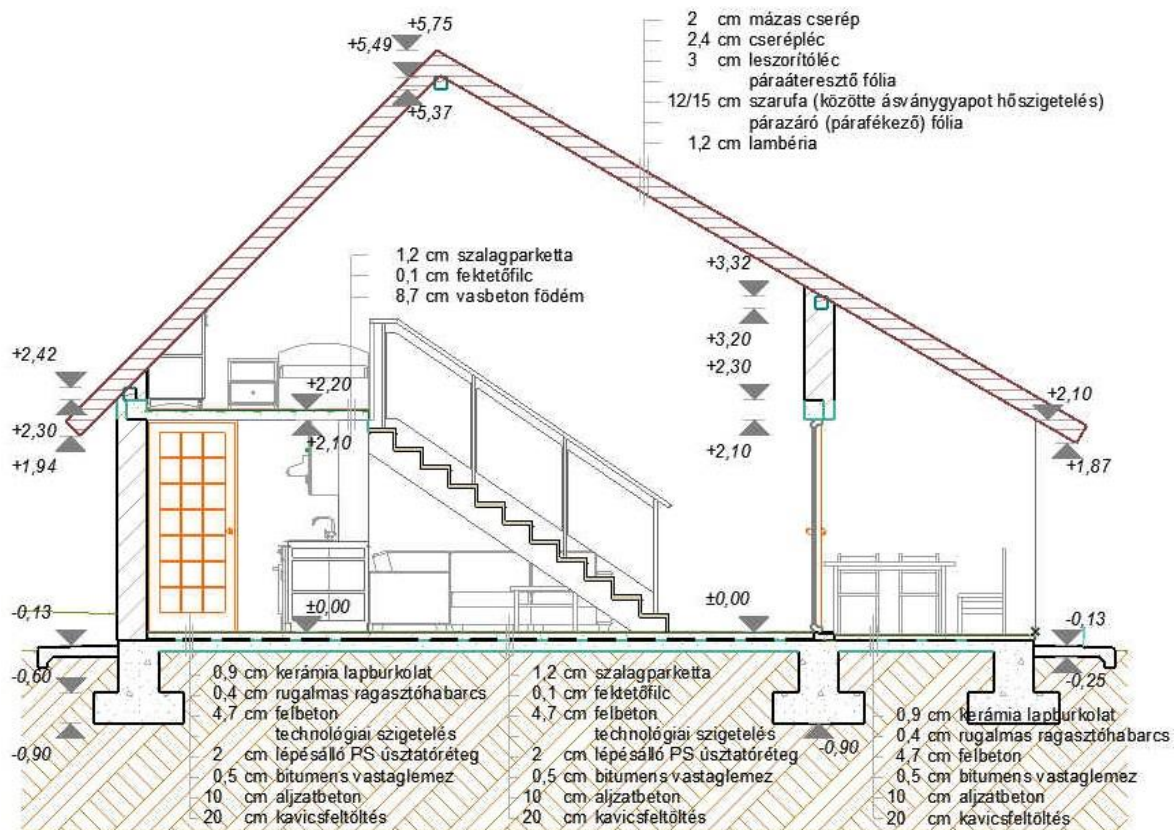 +5,75
+5,49
+5,37
2 cm mázas cserép
2,4 cm cserépléc
3 cm leszorítóléc
páraáteresztő fólia
12/15 cm szarufa (közötte ásványgyapot hőszigetelés)
párazáró (párafékező) fólia
1,2 cm lambéria
1,2 cm szalagparketta
0,1 cm fektetőfilc
8,7 cm vasbeton födém
+3,32
+3,20
+2,30
+2,10
+2,42
+2,30
+1,94
+2,20
+2,10
+2,10
+1,87
-0,13
±0,00
±0,00
-0,13
-0,60
-0,25
-0,90
-0,90
0,9 cm kerámia lapburkolat
0,4 cm rugalmas ragasztóhabarcs
4,7 cm felbeton
technológiai szigetelés
2 cm lépésálló PS úsztatóréteg
0,5 cm bitumens vastaglemez
10 cm aljzatbeton
20 cm kavicsfeltöltés
1,2 cm szalagparketta
0,1 cm fektetőfilc
4,7 cm felbeton
technológiai szigetelés
2 cm lépésálló PS úsztatóréteg
0,5 cm bitumens vastaglemez
10 cm aljzatbeton
20 cm kavicsfeltöltés
0,9 cm kerámia lapburkolat
0,4 cm rugalmas ragasztóhabarcs
4,7 cm felbeton
0,5 cm bitumens vastaglemez
10 cm aljzatbeton
20 cm kavicsfeltöltés